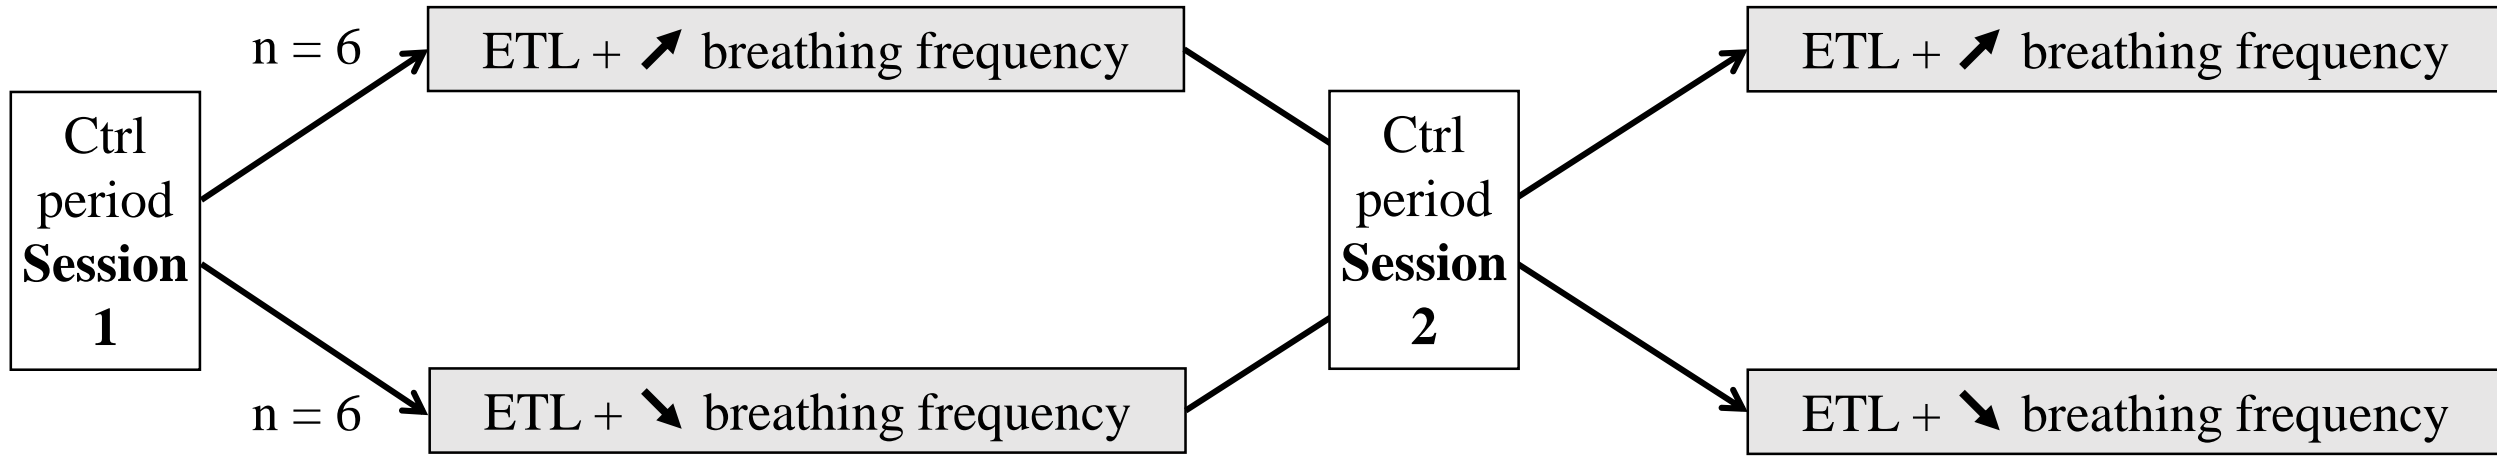 n = 6
ETL + ➚ breathing frequency
ETL + ➚ breathing frequency
Ctrl
period
Session
1
Ctrl
period
Session
2
n = 6
ETL + ➘ breathing frequency
ETL + ➘ breathing frequency